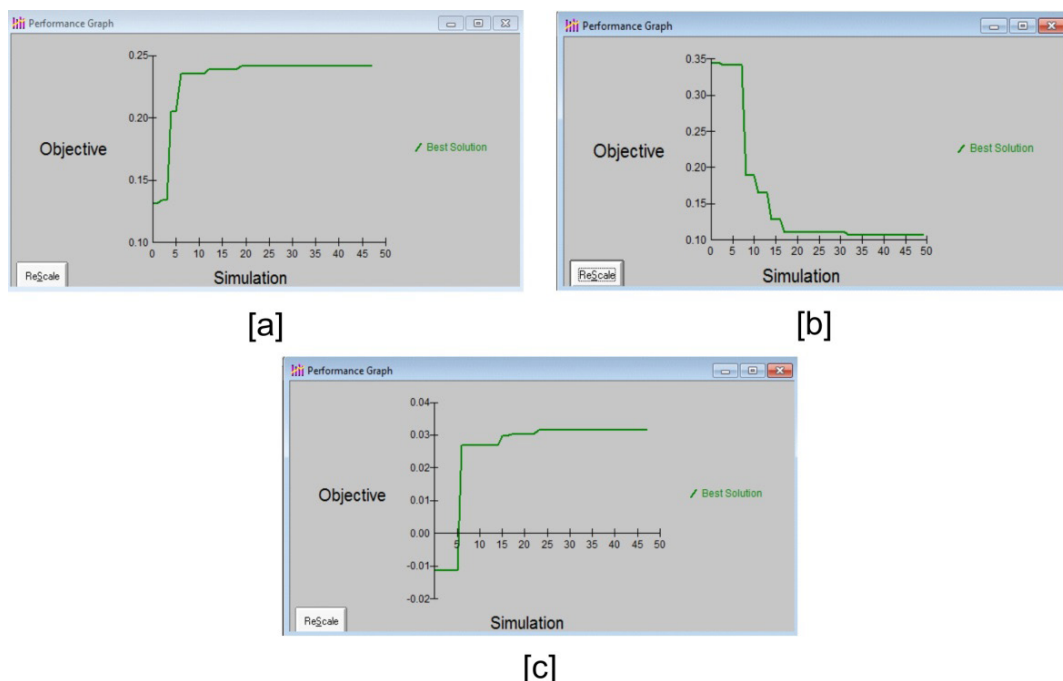 Performance Graph
0.25
0.20
Objective
Best Solution
0.15
0.10
0 5 10 15 20 25 30 35 40 45 50
ReScale
Simulation
[a]
Performance Graph
0.35
0.30
0.25
Objective
Best Solution
0.20
0.15
0.10
0 5 10 15 20 25 30 35 40 45 50
ReScale
Simulation
[b]
Performance Graph
0.04
0.03
Objective
Best Solution
0.02
0.01
0.00
5 10 15 20 25 30 35 40 45 50
-0.01
-0.02
ReScale
Simulation
[c]